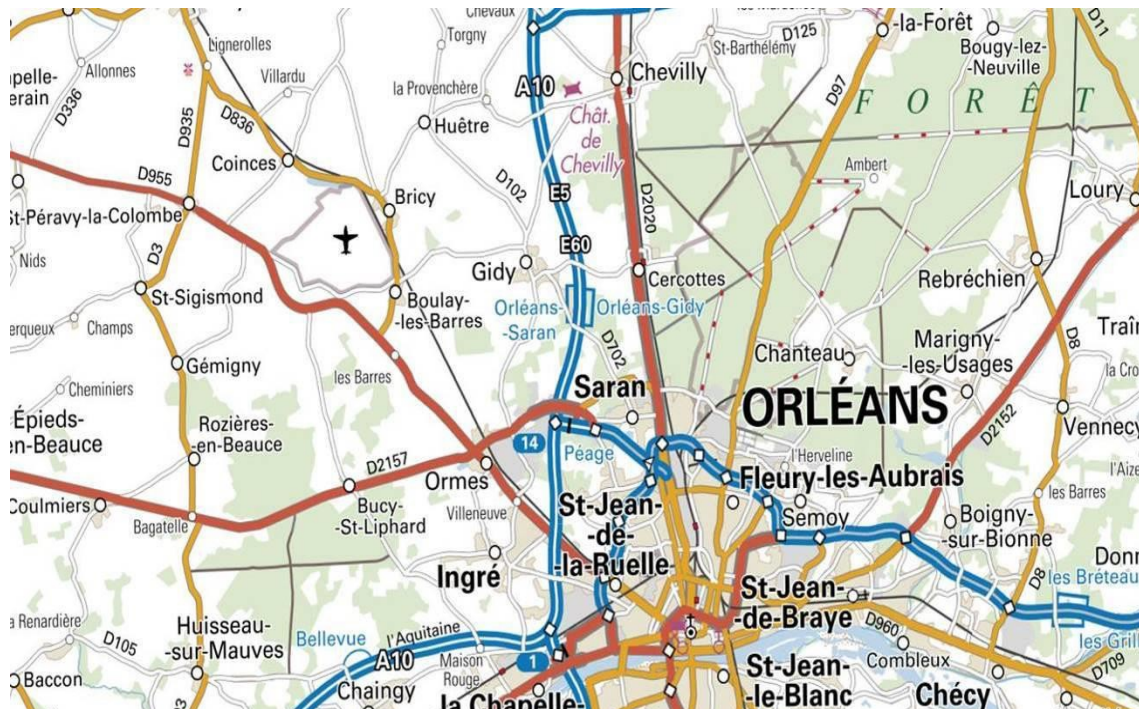 Chevaux
D125
St-Barthélémy
-la-Forêt
D11
Lignerolles
Torgny
Bougy-lez-
-Neuville
Allonnes
Villardu
la Provenchère
A10
Chevilly
D97
FORÊT
D336
D935
D836
Huêtre
Chât.
de
Chevilly
Coinces
Ambert
D955
Bricy
D102
E5
D2020
Loury
St-Péravy-la-Colombe
D3
E60
Nids
Gidy
Cercottes
Rebréchien
St-Sigismond
Boulay-
-les-Barres
Orléans-
-Saran
Orléans-Gidy
Champs
D702
Marigny-
-les-Usages
D8
Chanteau
Gémigny
les Barres
Cheminiers
Saran
ORLÉANS
Épieds-
en-Beauce
Rozières-
-en-Beauce
D2152
Vennecy
14
Péage
D2157
Ormes
l'Herveline
Fleury-les-Aubrais
Coulmiers
Bucy-
-St-Liphard
Villeneuve
St-Jean-
-de-
-la-Ruelle
les Barres
Bagatelle
Semoy
Boigny-
-sur-Bionne
Ingré
St-Jean-
-de-Braye
D8
les Bréteau
la Renardière
Huisseau-
-sur-Mauves
Bellevue
l'Aquitaine
D960
les Grill
D105
A10
Maison
Rouge
1
Combleux
D709
Baccon
D3
Chaingy
la Chapelle-
St-Jean-
-le-Blanc
Chécy